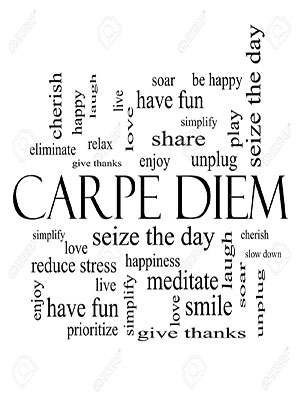 soar
be happy
cherish
happy
laugh
live
have fun
seize the day
love
simplify
play
eliminate
relax
share
give thanks
enjoy
unplug
CARPE DIEM
simplify
seize the day
cherish
love
laugh
slow down
reduce stress
happiness
soar
unplug
enjoy
live
simplify
meditate
have fun
love
smile
prioritize
give thanks